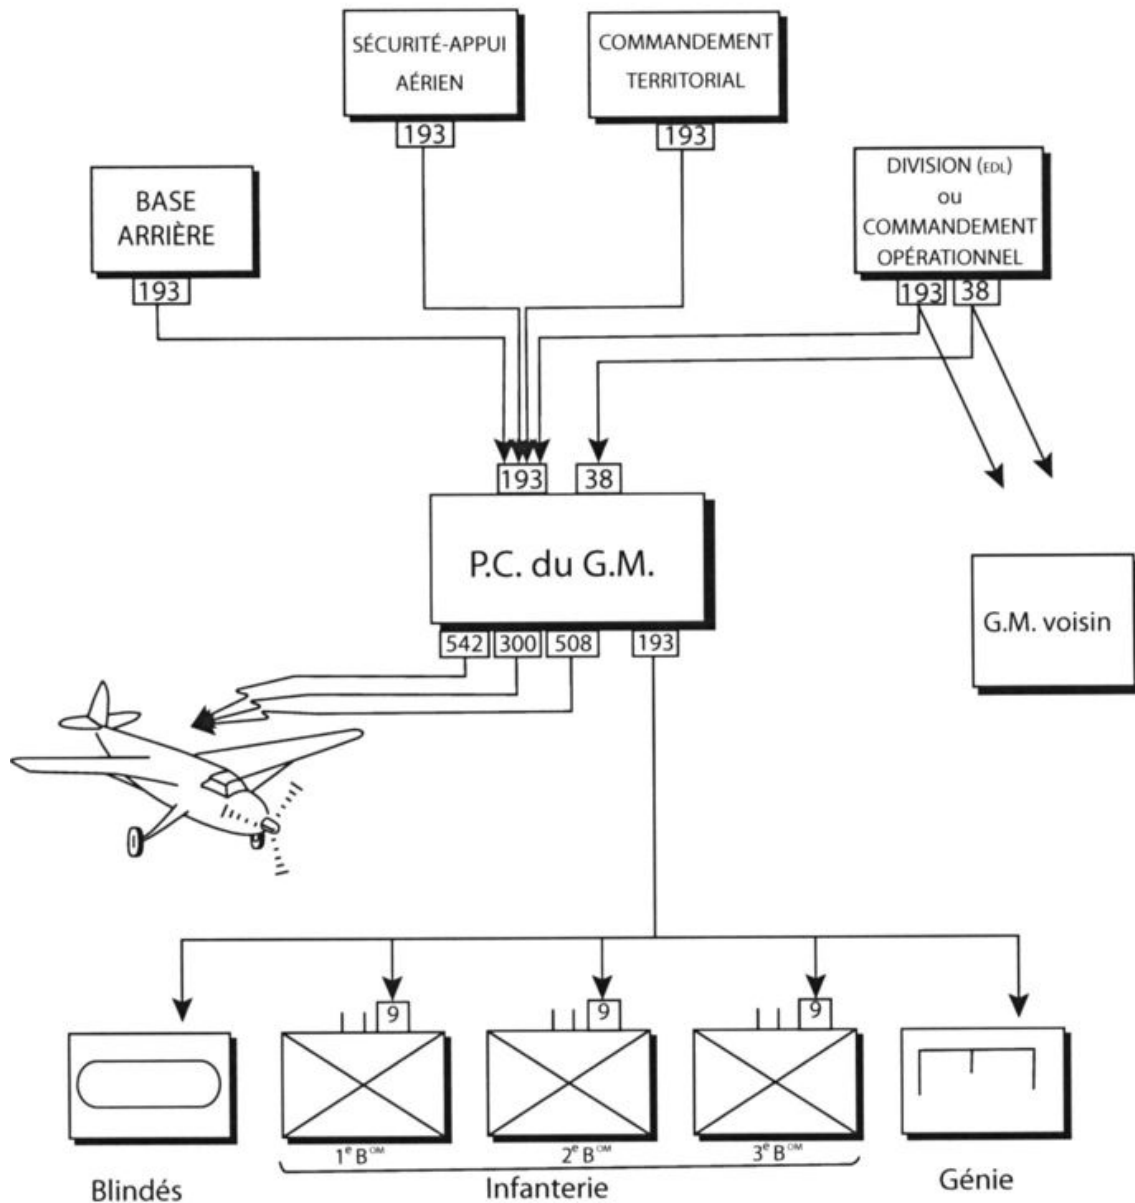 SÉCURITÉ-APPUI
AÉRIEN
193
COMMANDEMENT
TERRITORIAL
193
BASE
ARRIÈRE
193
DIVISION (EDL)
ou
COMMANDEMENT
OPÉRATIONNEL
193
38
193
38
P.C. du G.M.
542
300
508
193
G.M. voisin
9
9
9
1e BOM
2e BOM
3e BOM
Blindés
Infanterie
Génie